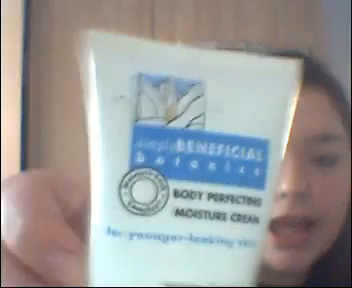 simply BENEFICIAL
botanics
BODY PERFECTING
MOISTURE CREAM
for younger-looking skin